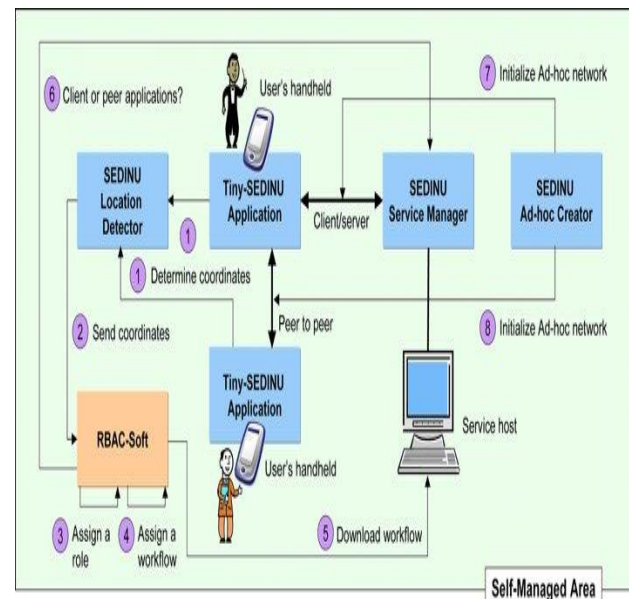 7
Initialize Ad-hoc network
6
Client or peer applications?
User's handheld
SEDINU
Location
Detector
Tiny-SEDINU
Application
Client/server
SEDINU
Service Manager
SEDINU
Ad-hoc Creator
1
1
Determine coordinates
2
Send coordinates
Peer to peer
8
Initialize Ad-hoc network
Tiny-SEDINU
Application
RBAC-Soft
Service host
User's handheld
3
Assign a
role
4
Assign a
workflow
5
Download workflow
Self-Managed Area